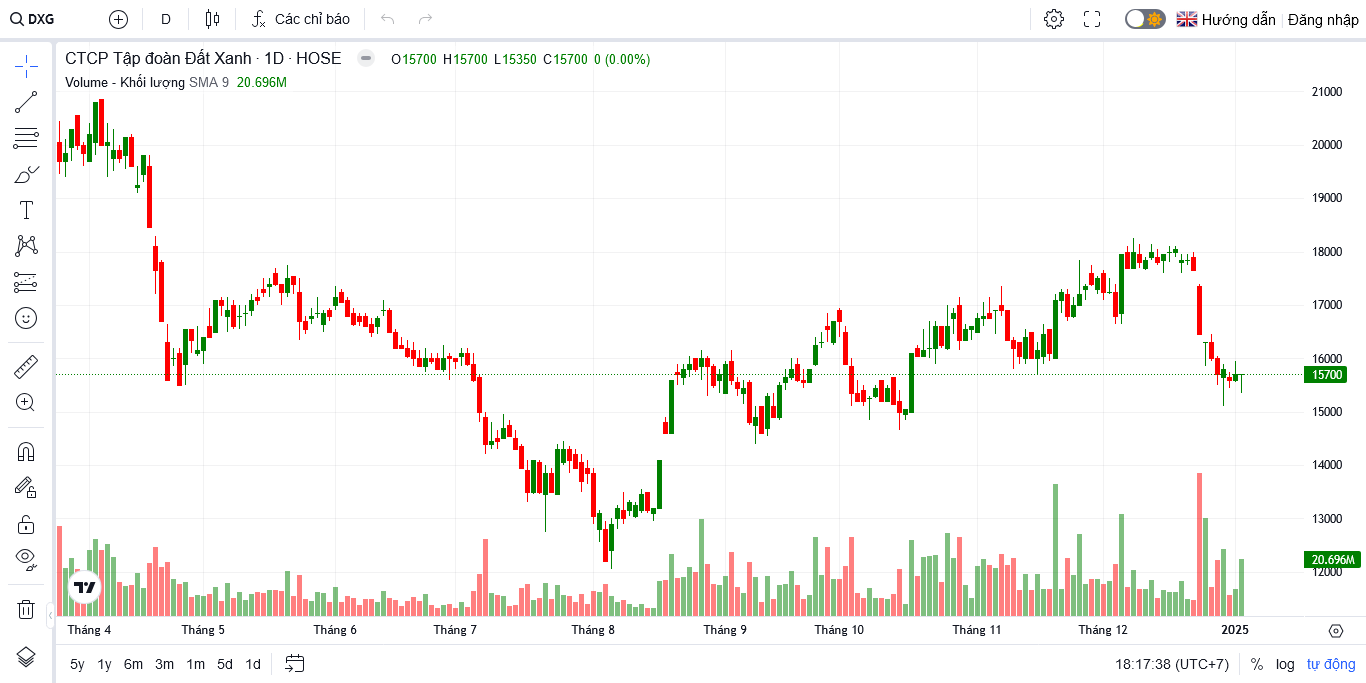 DXG D Các chỉ báo Hướng dẫn Đăng nhập
CTCP Tập đoàn Đất Xanh · 1D · HOSE O15700 H15700 L15350 C15700 0 (0.00%)
Volume - Khối lượng SMA 9 20.696M
21000
20000
19000
18000
17000
16000
15700
15000
14000
13000
20.696M
12000
Tháng 4 Tháng 5 Tháng 6 Tháng 7 Tháng 8 Tháng 9 Tháng 10 Tháng 11 Tháng 12 2025
5y 1y 6m 3m 1m 5d 1d 18:17:38 (UTC+7) % log tự động